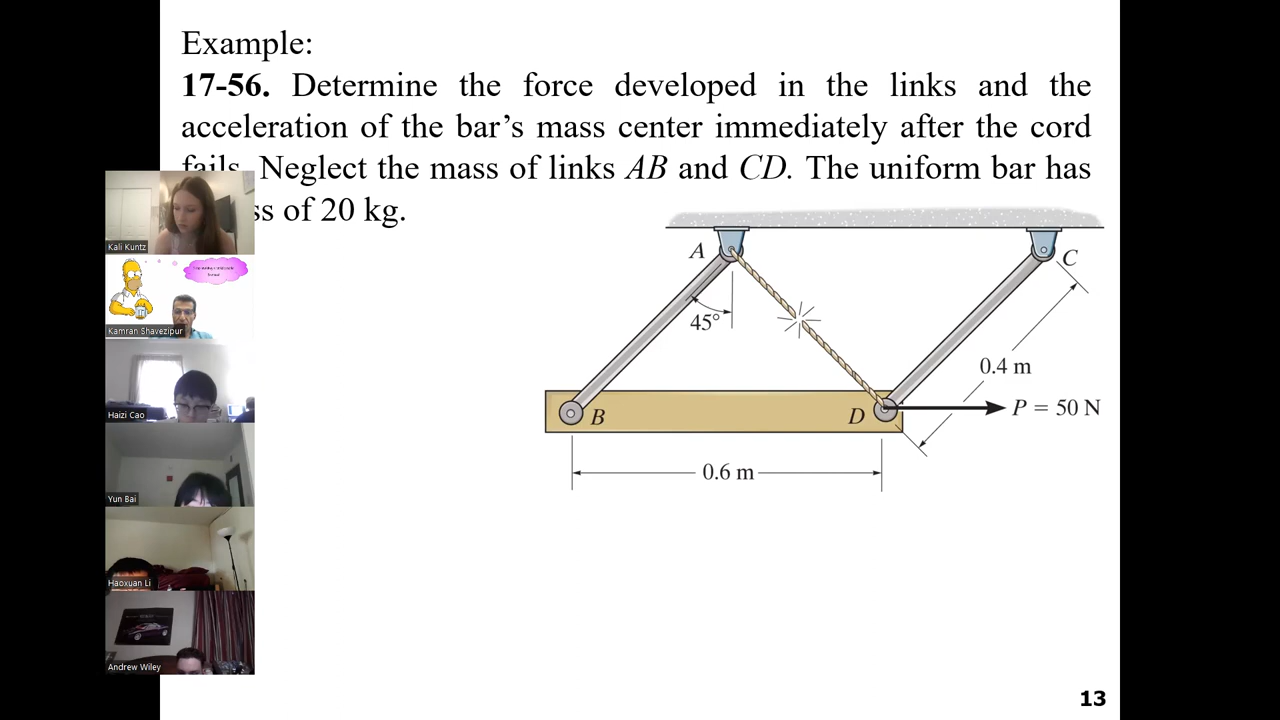 Example:
17-56. Determine the force developed in the links and the
acceleration of the bar's mass center immediately after the cord
fails. Neglect the mass of links AB and CD. The uniform bar has
ss of 20 kg.
A
C
45°
0.4 m
B
D
P = 50 N
0.6 m
Kali Kuntz
Kamran Shavezipur
Haizi Cao
Yun Bai
Haoxuan Li
Andrew Wiley
13